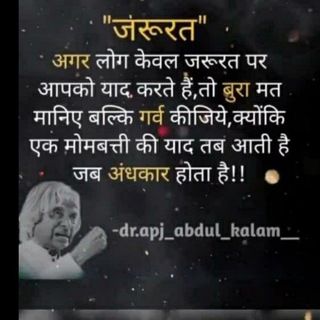 "जरूरत"
अगर लोग केवल जरूरत पर
आपको याद करते हैं,तो बुरा मत
मानिए बल्कि गर्व कीजिये,क्योंकि
एक मोमबत्ती की याद तब आती है
जब अंधकार होता है!!
-dr.apj_abdul_kalam__